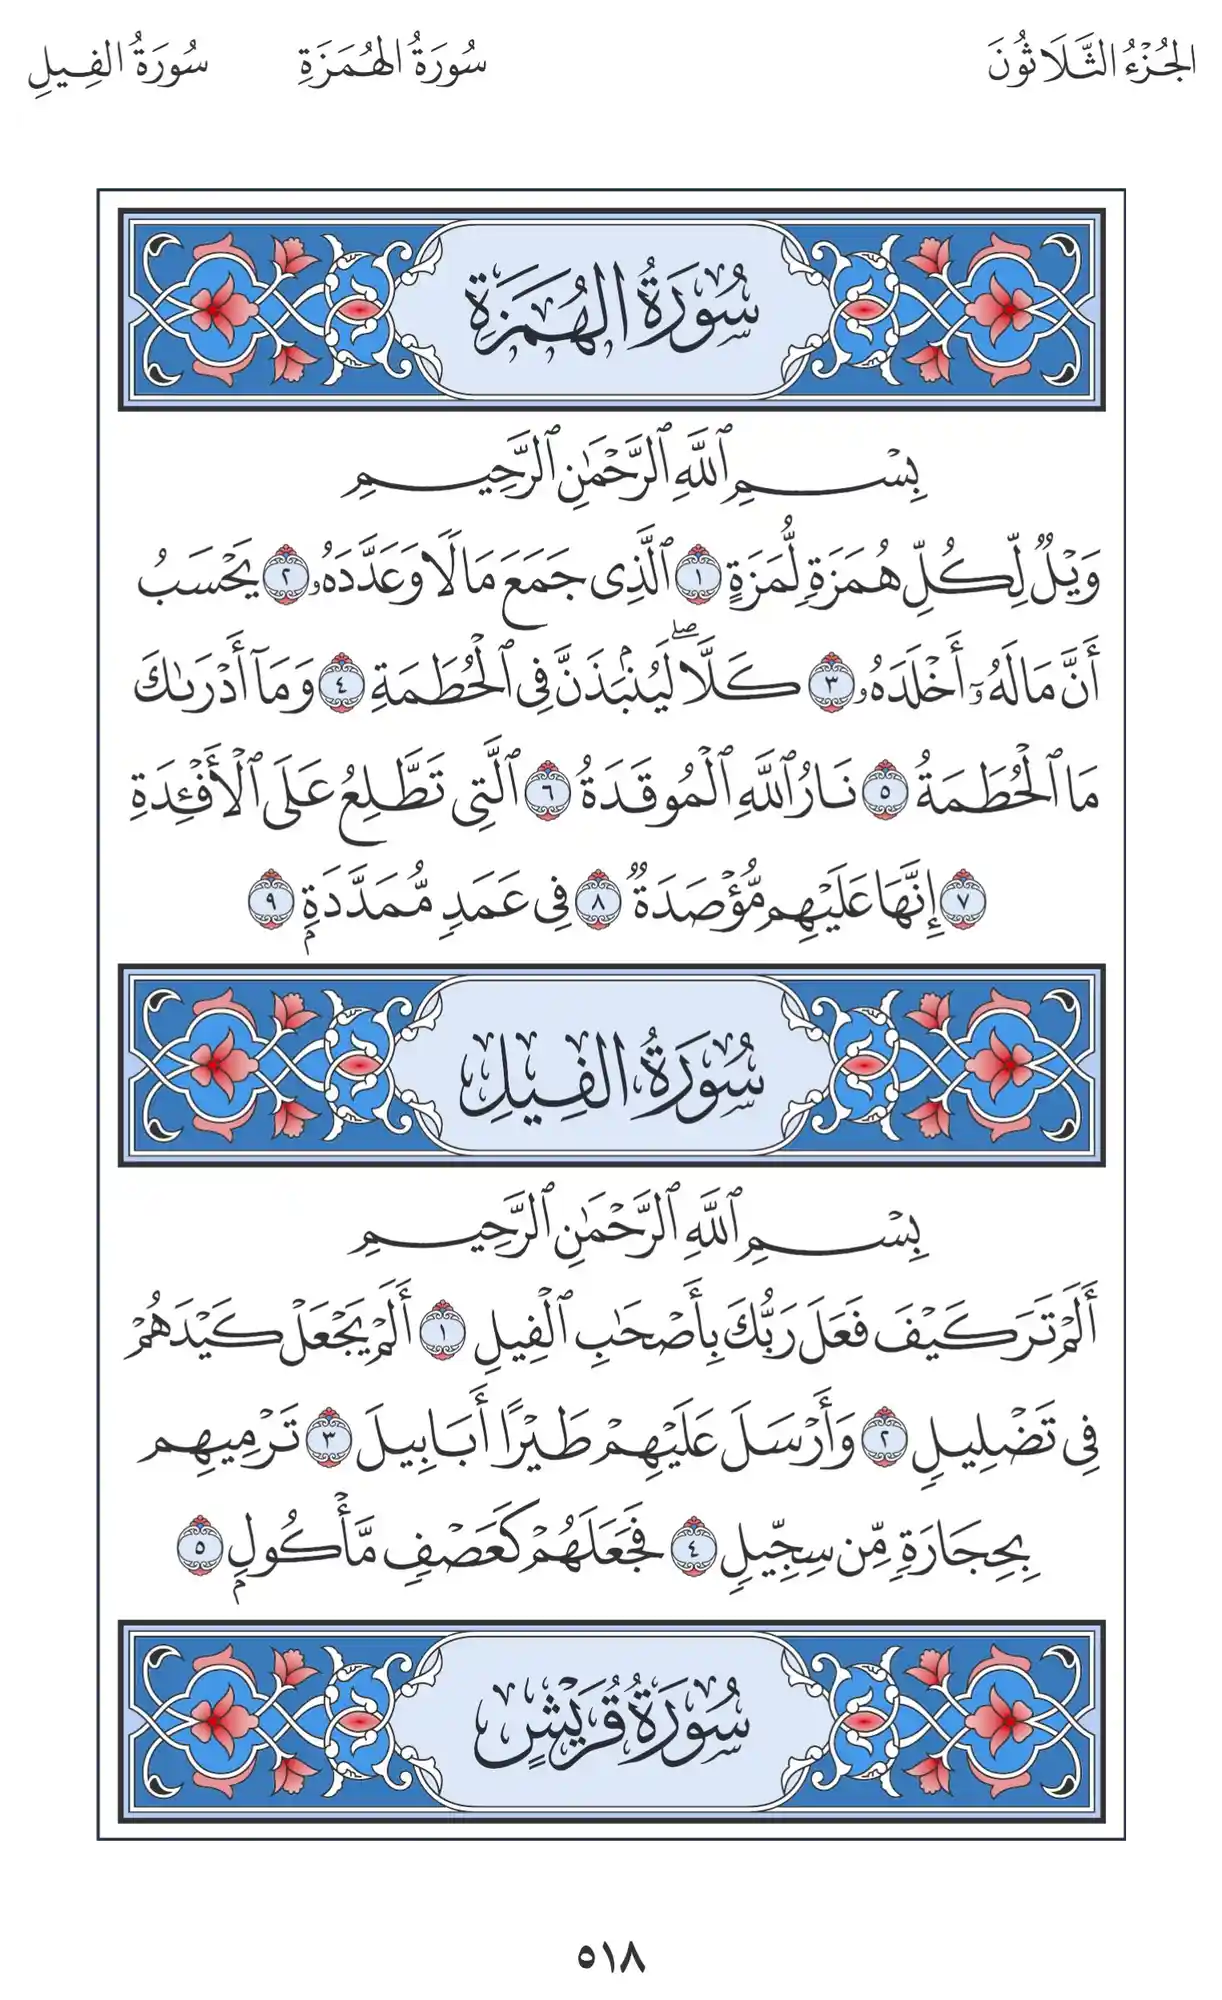 الجُزْءُ الثَّلَاثُونَ سُورَةُ الهُمَزَةِ سُورَةُ الفِيلِ
سُورَةُ الهُمَزَةِ
بِسْمِ ٱللَّهِ ٱلرَّحْمَٰنِ ٱلرَّحِيمِ
وَيْلٌ لِّكُلِّ هُمَزَةٍ لُّمَزَةٍ ١ ٱلَّذِى جَمَعَ مَالًا وَعَدَّدَهُۥ ٢ يَحْسَبُ
أَنَّ مَالَهُۥٓ أَخْلَدَهُۥ ٣ كَلَّاۖ لَيُنۢبَذَنَّ فِى ٱلْحُطَمَةِ ٤ وَمَآ أَدْرَىٰكَ
مَا ٱلْحُطَمَةُ ٥ نَارُ ٱللَّهِ ٱلْمُوقَدَةُ ٦ ٱلَّتِى تَطَّلِعُ عَلَى ٱلْأَفْـِٔدَةِ
٧ إِنَّهَا عَلَيْهِم مُّؤْصَدَةٌ ٨ فِى عَمَدٍ مُّمَدَّدَةٍۭ ٩
سُورَةُ الفِيلِ
بِسْمِ ٱللَّهِ ٱلرَّحْمَٰنِ ٱلرَّحِيمِ
أَلَمْ تَرَ كَيْفَ فَعَلَ رَبُّكَ بِأَصْحَٰبِ ٱلْفِيلِ ١ أَلَمْ يَجْعَلْ كَيْدَهُمْ
فِى تَضْلِيلٍ ٢ وَأَرْسَلَ عَلَيْهِمْ طَيْرًا أَبَابِيلَ ٣ تَرْمِيهِم
بِحِجَارَةٍ مِّن سِجِّيلٍ ٤ فَجَعَلَهُمْ كَعَصْفٍ مَّأْكُولٍۭ ٥
سُورَةُ قُرَيْشٍ
٥١٨